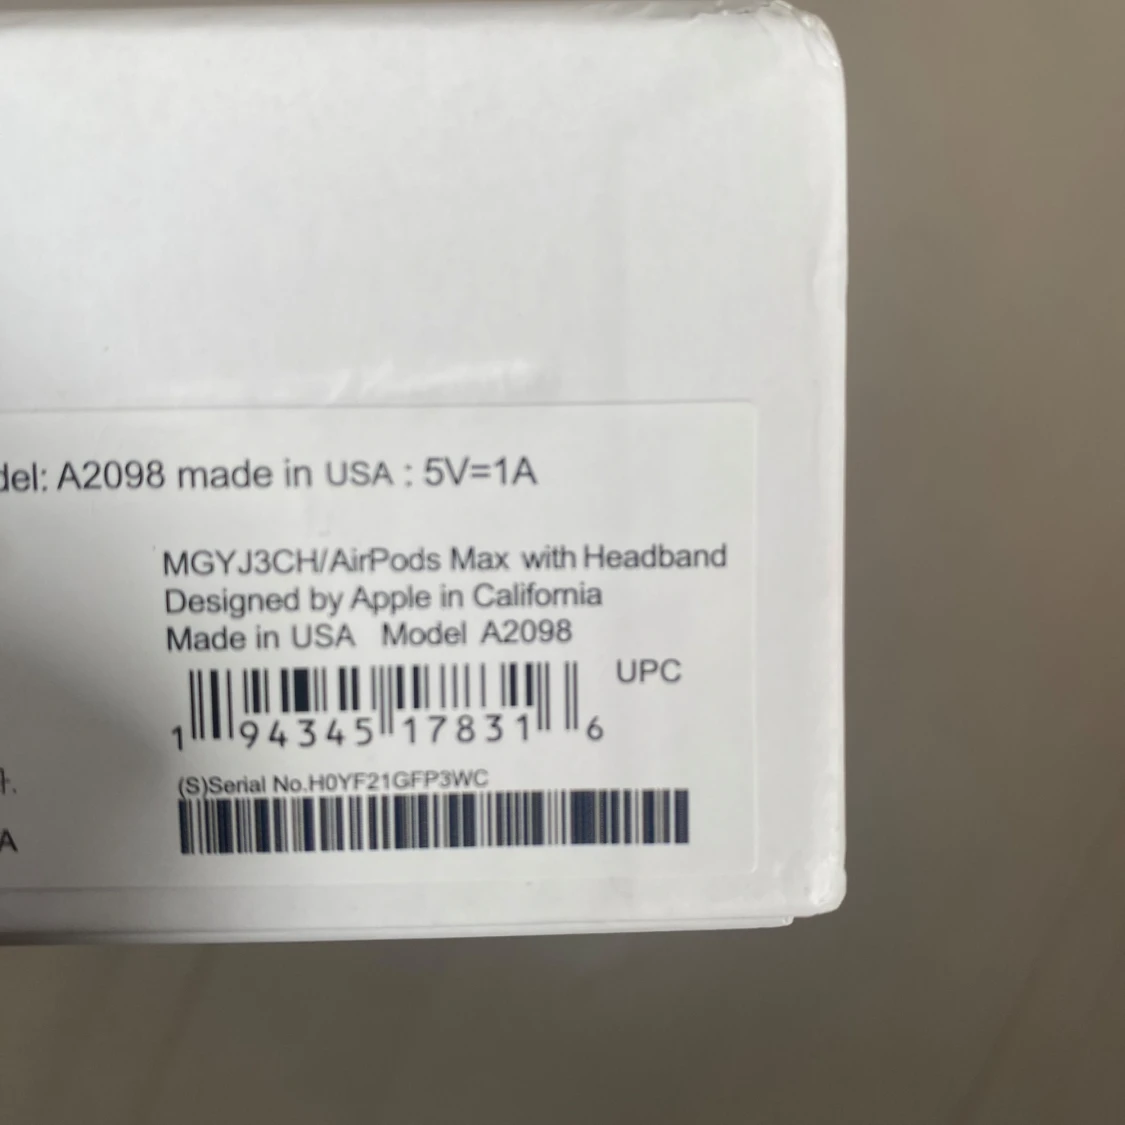 del: A2098 made in USA : 5V=1A
MGYJ3CH/AirPods Max with Headband
Designed by Apple in California
Made in USA Model A2098
UPC
1 94345 17831 6
(S)Serial No.H0YF21GFP3WC
A